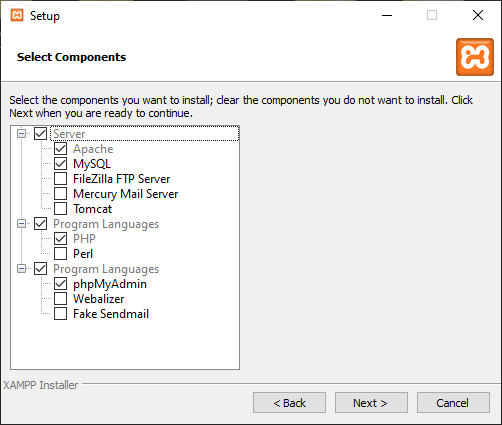 Setup
Select Components
Select the components you want to install; clear the components you do not want to install. Click
Next when you are ready to continue.
Server
Apache
MySQL
FileZilla FTP Server
Mercury Mail Server
Tomcat
Program Languages
PHP
Perl
Program Languages
phpMyAdmin
Webalizer
Fake Sendmail
XAMPP Installer
< Back
Next >
Cancel